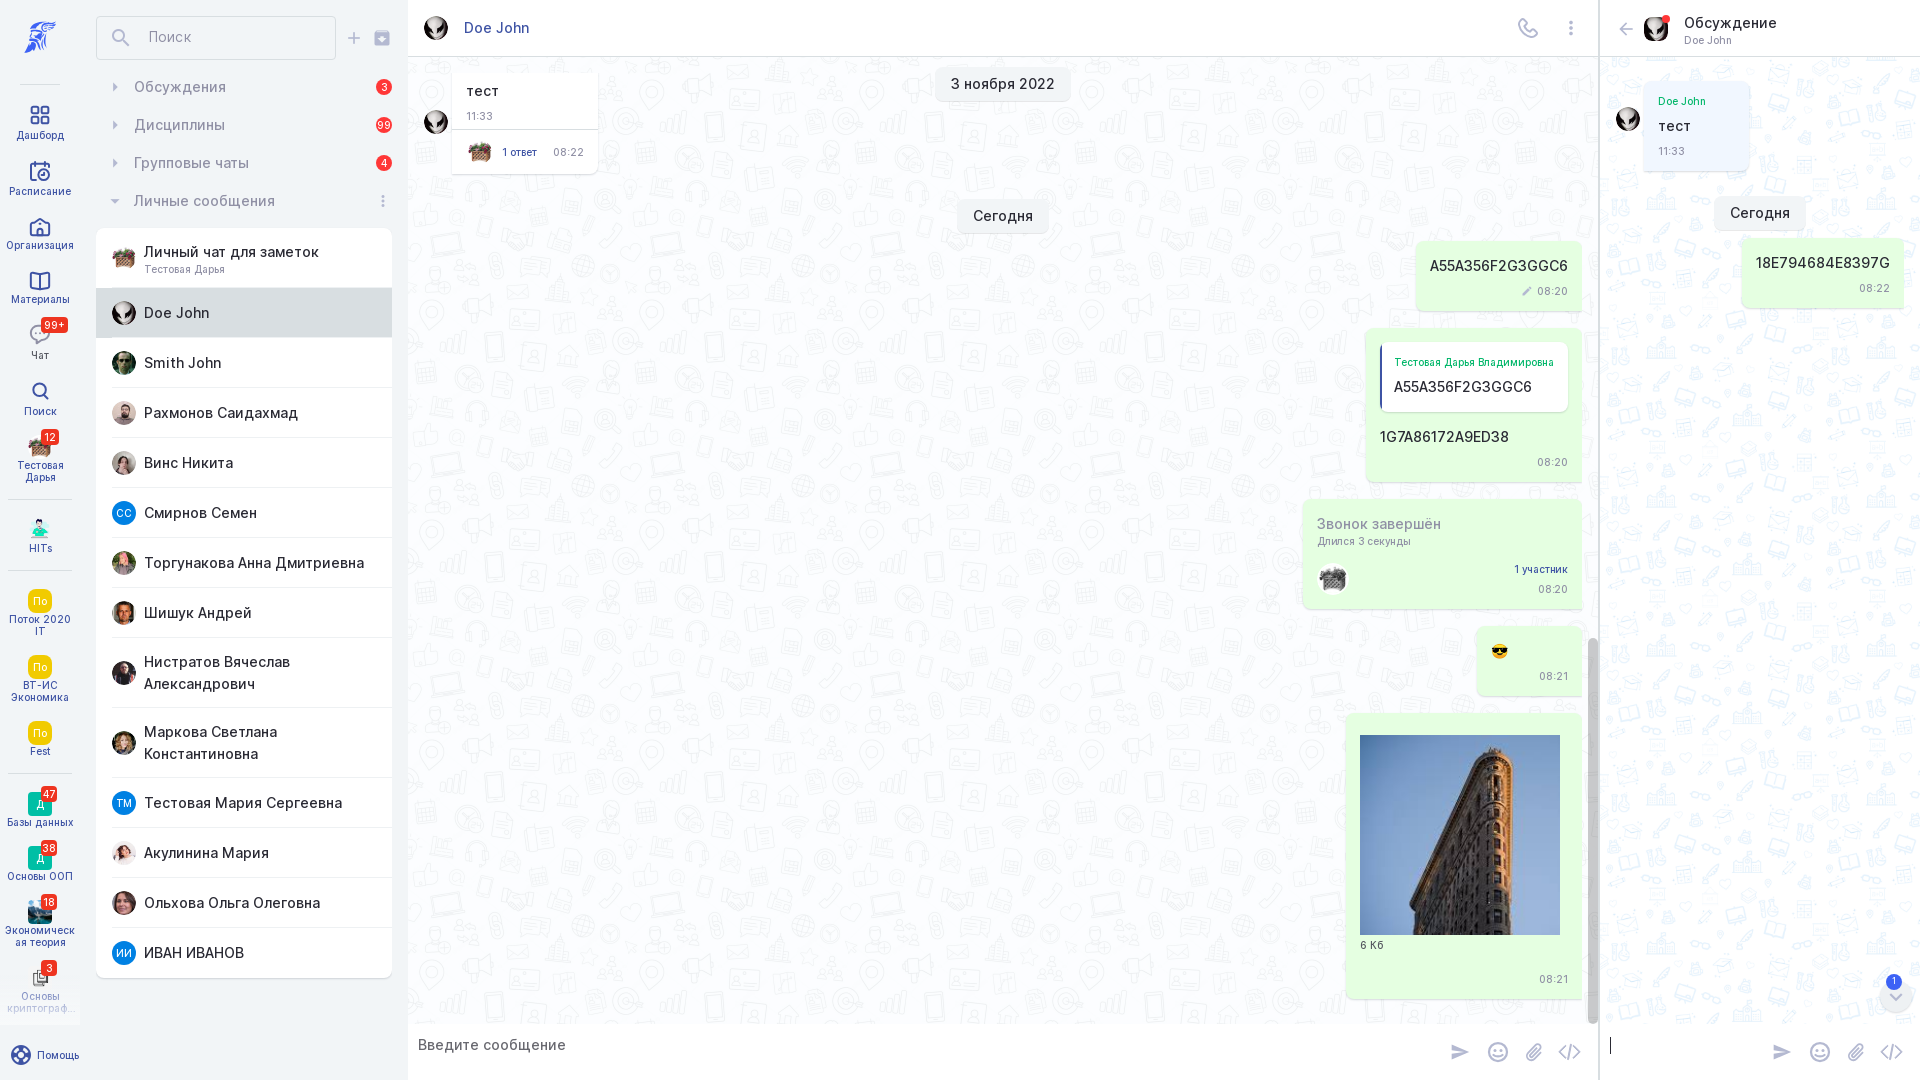 Дашборд
Расписание
Организация
Материалы
99+
Чат
Поиск
12
Тестовая
Дарья
HITs
По
Поток 2020
IT
По
ВТ-ИС
Экономика
По
Fest
47
Д
Базы данных
38
Д
Основы ООП
18
Экономическ
ая теория
3
Основы
криптограф...
Помощь
Поиск
Обсуждения
3
Дисциплины
99
Групповые чаты
4
Личные сообщения
Личный чат для заметок
Тестовая Дарья
Doe John
Smith John
Рахмонов Саидахмад
Винс Никита
СС
Смирнов Семен
Торгунакова Анна Дмитриевна
Шишук Андрей
Нистратов Вячеслав
Александрович
Маркова Светлана
Константиновна
ТМ
Тестовая Мария Сергеевна
Акулинина Мария
Ольхова Ольга Олеговна
ИИ
ИВАН ИВАНОВ
Doe John
3 ноября 2022
тест
11:33
1 ответ
08:22
Сегодня
A55A356F2G3GGC6
08:20
Тестовая Дарья Владимировна
A55A356F2G3GGC6
1G7A86172A9ED38
08:20
Звонок завершён
Длился 3 секунды
1 участник
08:20
08:21
6 Кб
08:21
Введите сообщение
Обсуждение
Doe John
Doe John
тест
11:33
Сегодня
18E794684E8397G
08:22
1